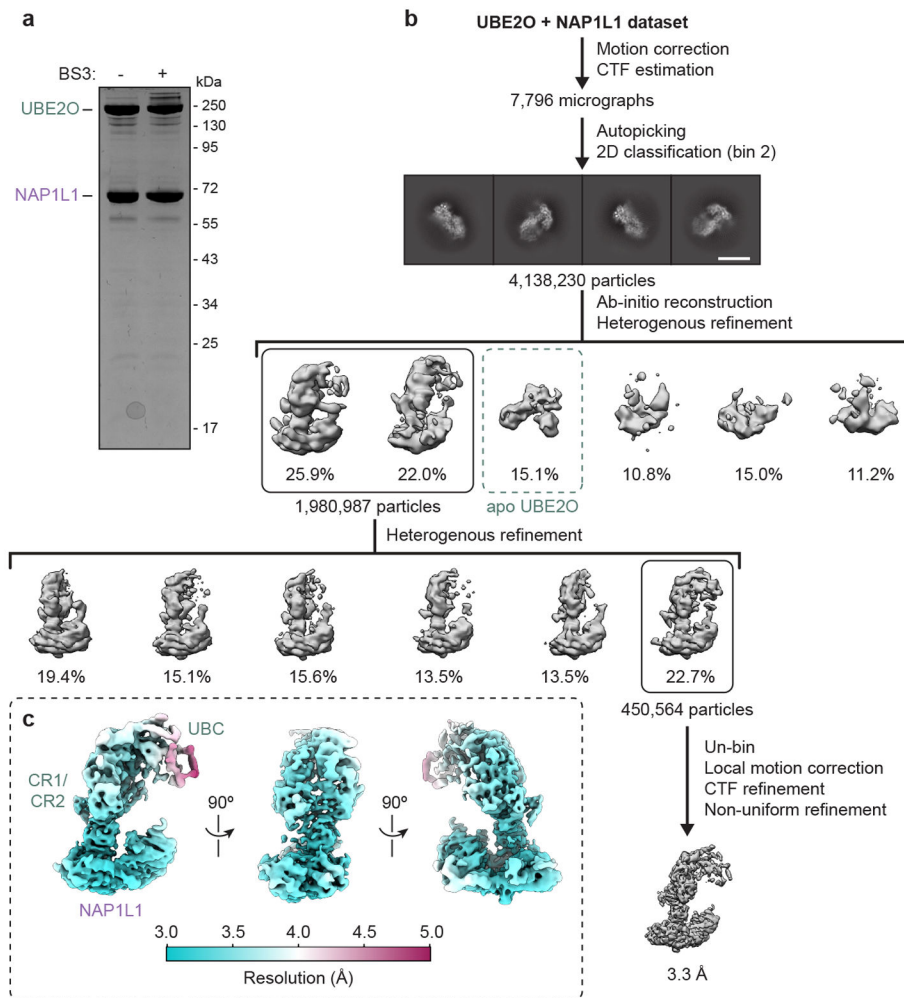 a
BS3: - +
kDa
UBE2O
NAP1L1
- 250
- 130
- 95
- 72
- 55
- 43
- 34
- 25
- 17
b
UBE2O + NAP1L1 dataset
Motion correction
CTF estimation
7,796 micrographs
Autopicking
2D classification (bin 2)
4,138,230 particles
Ab-initio reconstruction
Heterogenous refinement
25.9% 22.0% 15.1% 10.8% 15.0% 11.2%
1,980,987 particles
apo UBE2O
Heterogenous refinement
19.4% 15.1% 15.6% 13.5% 13.5% 22.7%
450,564 particles
Un-bin
Local motion correction
CTF refinement
Non-uniform refinement
3.3 Å
c
UBC
CR1/
CR2
90º 90º
NAP1L1
3.0 3.5 4.0 4.5 5.0
Resolution (Å)